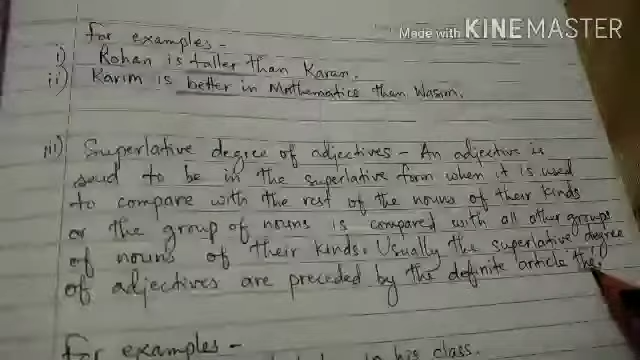 Made with KINEMASTER
for examples -
i) Rohan is taller than Karan.
ii) Karim is better in Mathematics than Wasim.
iii) Superlative degree of adjectives - An adjective is
said to be in the superlative form when it is used
to compare with the rest of the nouns of their kinds
or the group of nouns is compared with all other groups
of nouns of their kinds. Usually the superlative degree
of adjectives are preceded by the definite article the.
for examples -
in his class.